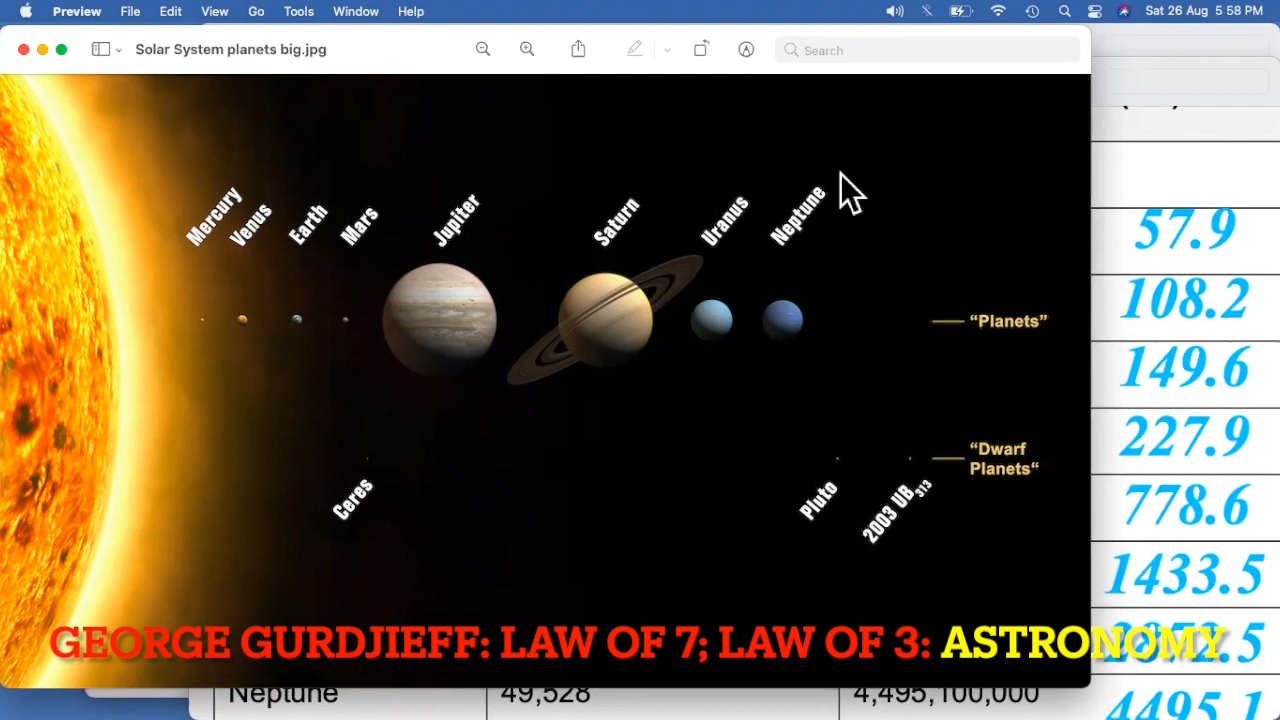 Preview File Edit View Go Tools Window Help Sat 26 Aug 5:58 PM
Solar System planets big.jpg Search
Mercury Venus Earth Mars Jupiter Saturn Uranus Neptune
57.9
108.2
“Planets”
149.6
227.9
“Dwarf
Planets“
Ceres Pluto 2003 UB313
778.6
1433.5
GEORGE GURDJIEFF: LAW OF 7; LAW OF 3: ASTRONOMY
Neptune 49,528 4,495,100,000
4495.1